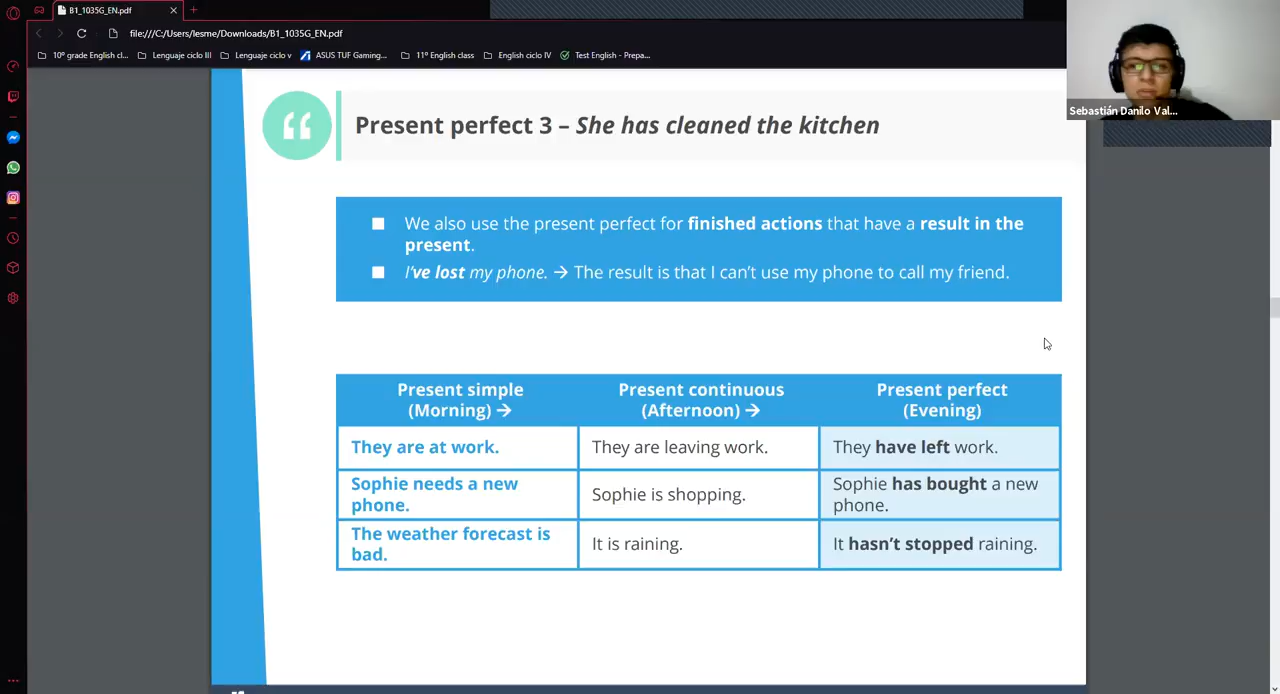 B1_1035G_EN.pdf
file:///C:/Users/lesme/Downloads/B1_1035G_EN.pdf
10º grade English cl... Lenguaje ciclo III Lenguaje ciclo v ASUS TUF Gaming... 11º English class English ciclo IV Test English - Prepa...
Sebastián Danilo Val...
Present perfect 3 – She has cleaned the kitchen
We also use the present perfect for finished actions that have a result in the
present.
I've lost my phone. → The result is that I can't use my phone to call my friend.
Present simple
(Morning) →
Present continuous
(Afternoon) →
Present perfect
(Evening)
They are at work.
They are leaving work.
They have left work.
Sophie needs a new
phone.
Sophie is shopping.
Sophie has bought a new
phone.
The weather forecast is
bad.
It is raining.
It hasn't stopped raining.